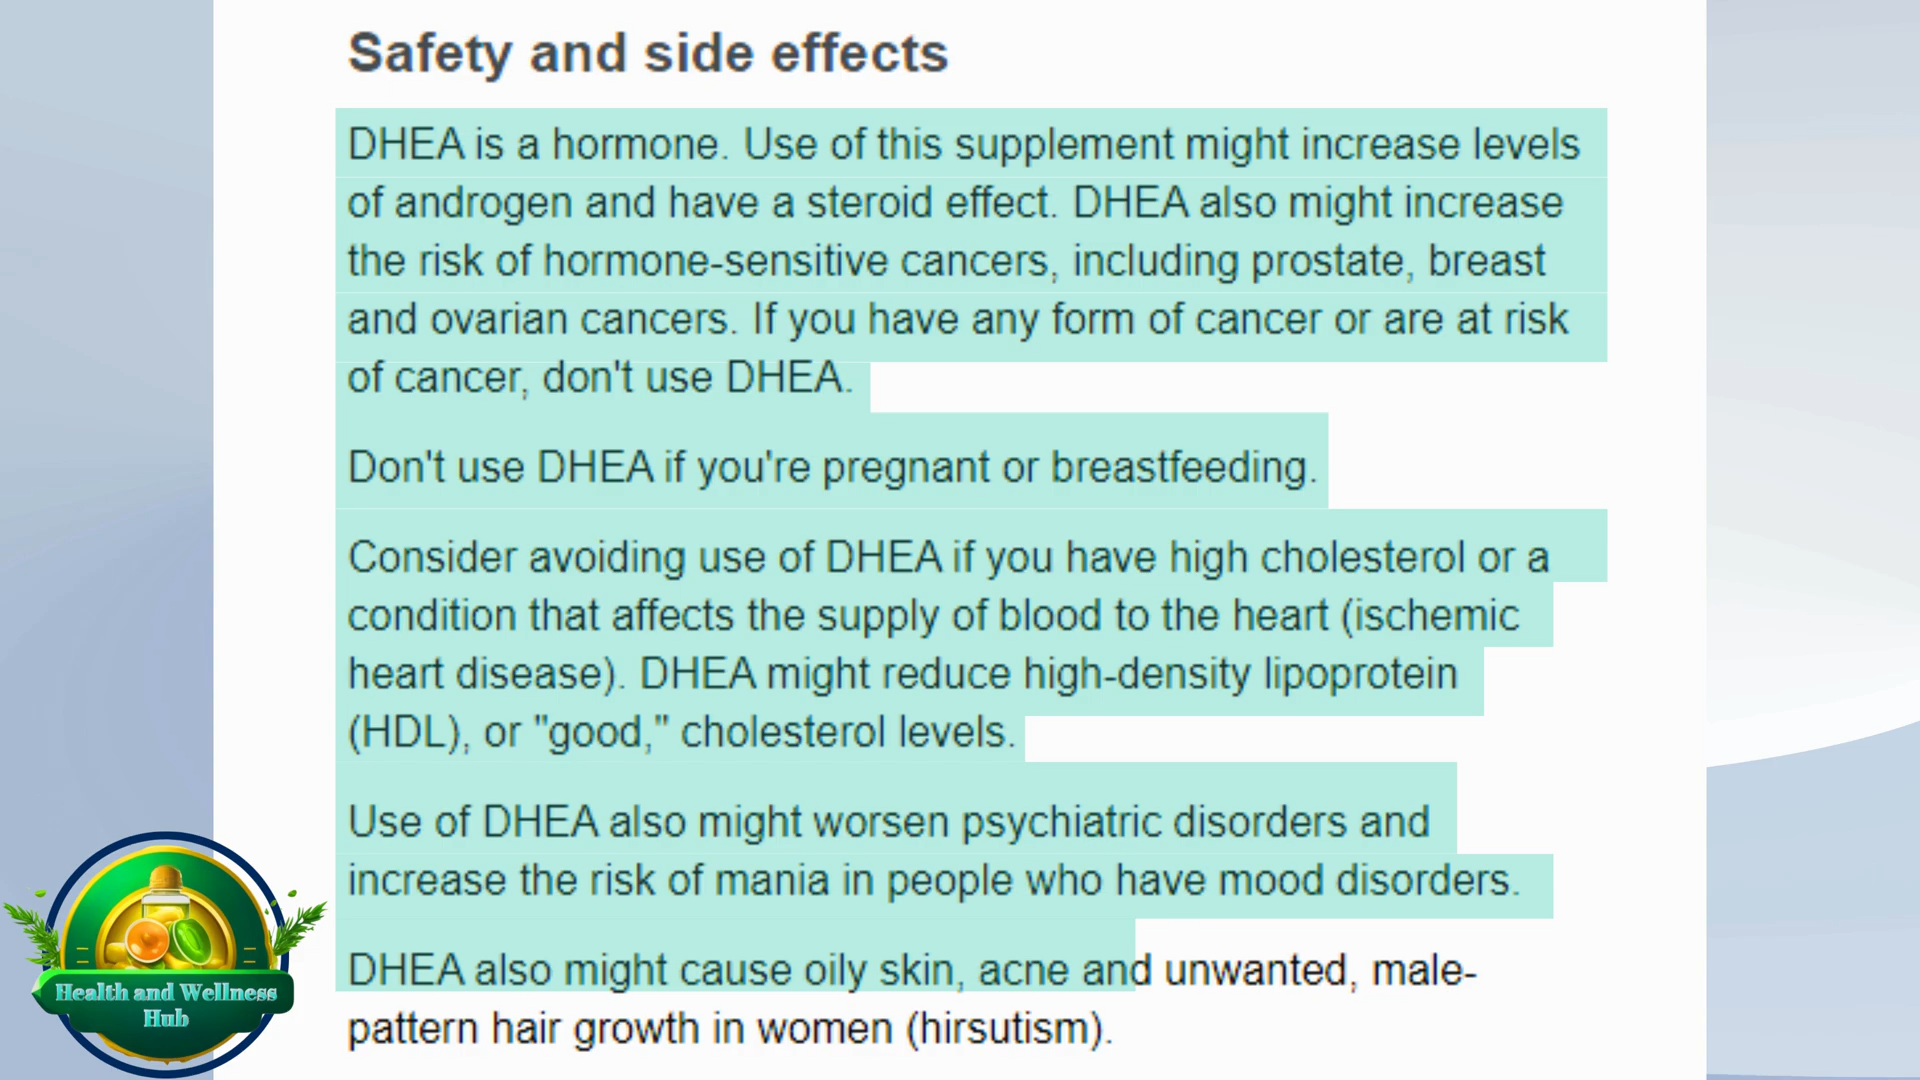 Safety and side effects
DHEA is a hormone. Use of this supplement might increase levels
of androgen and have a steroid effect. DHEA also might increase
the risk of hormone-sensitive cancers, including prostate, breast
and ovarian cancers. If you have any form of cancer or are at risk
of cancer, don't use DHEA.
Don't use DHEA if you're pregnant or breastfeeding.
Consider avoiding use of DHEA if you have high cholesterol or a
condition that affects the supply of blood to the heart (ischemic
heart disease). DHEA might reduce high-density lipoprotein
(HDL), or "good," cholesterol levels.
Use of DHEA also might worsen psychiatric disorders and
increase the risk of mania in people who have mood disorders.
DHEA also might cause oily skin, acne and unwanted, male-
pattern hair growth in women (hirsutism).
Health and Wellness
Hub